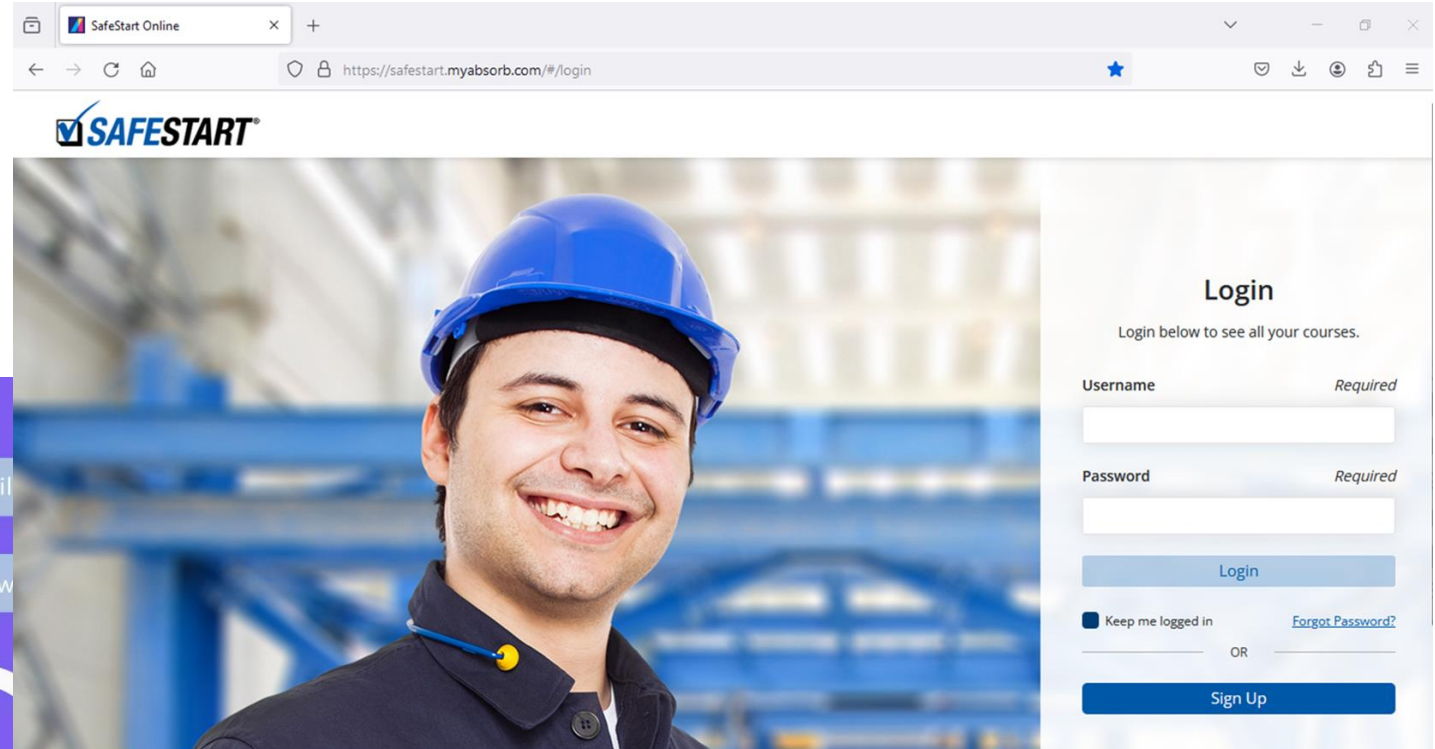 SafeStart Online
https://safestart.myabsorb.com/#/login
SAFESTART®
Login
Login below to see all your courses.
Username Required
Password Required
Login
Keep me logged in Forgot Password?
OR
Sign Up